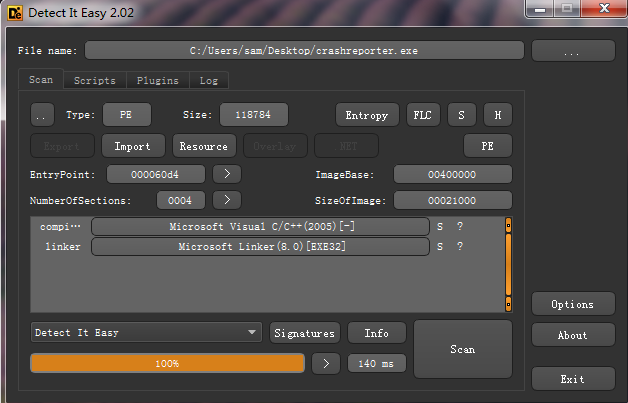 Detect It Easy 2.02
File name: C:/Users/sam/Desktop/crashreporter.exe ...
Scan Scripts Plugins Log
.. Type: PE Size: 118784 Entropy FLC S H
Export Import Resource Overlay .NET PE
EntryPoint: 000060d4 > ImageBase: 00400000
NumberOfSections: 0004 > SizeOfImage: 00021000
compi… Microsoft Visual C/C++(2005)[-] S ?
linker Microsoft Linker(8.0)[EXE32] S ?
Options
Detect It Easy Signatures Info Scan About
100% > 140 ms
Exit